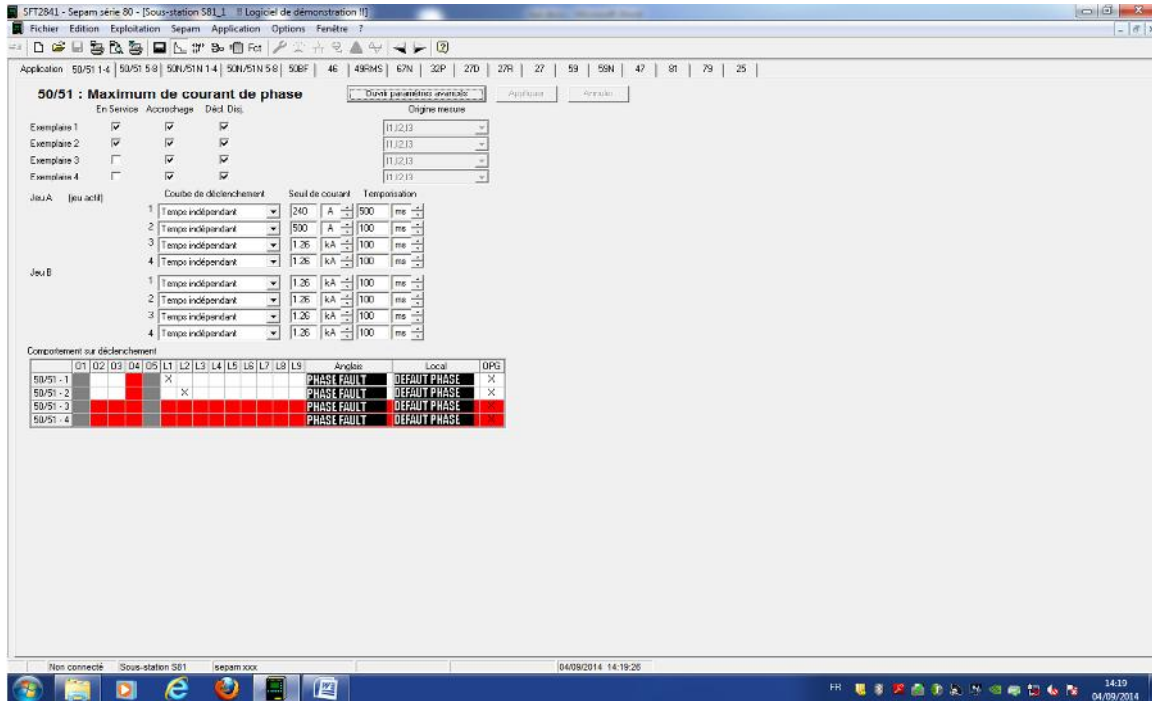 SFT2841 - Sepam série 80 - [Sous-station S81_1 !! Logiciel de démonstration !!]
Fichier Edition Exploitation Sepam Application Options Fenêtre ?
Application 50/51 1-4 50/51 5-8 50N/51N 1-4 50N/51N 5-8 50BF 46 49RMS 67N 32P 27D 27R 27 59 59N 47 81 79 25
50/51 : Maximum de courant de phase Ouvrir paramètres avancés Appliquer Annuler
En Service Accrochage Décl. Disj. Origine mesure
Exemplaire 1 I1,I2,I3
Exemplaire 2 I1,I2,I3
Exemplaire 3 I1,I2,I3
Exemplaire 4 I1,I2,I3
Jeu A (jeu actif) Courbe de déclenchement Seuil de courant Temporisation
1 Temps indépendant 240 A 500 ms
2 Temps indépendant 500 A 100 ms
3 Temps indépendant 1.26 kA 100 ms
4 Temps indépendant 1.26 kA 100 ms
Jeu B
1 Temps indépendant 1.26 kA 100 ms
2 Temps indépendant 1.26 kA 100 ms
3 Temps indépendant 1.26 kA 100 ms
4 Temps indépendant 1.26 kA 100 ms
Comportement sur déclenchement
O1 O2 O3 O4 O5 L1 L2 L3 L4 L5 L6 L7 L8 L9 Anglais Local OPG
50/51 - 1 X PHASE FAULT DEFAUT PHASE X
50/51 - 2 X PHASE FAULT DEFAUT PHASE X
50/51 - 3 PHASE FAULT DEFAUT PHASE X
50/51 - 4 PHASE FAULT DEFAUT PHASE X
Non connecté Sous-station S81 sepam xxx 04/09/2014 14:19:26
FR 14:19
04/09/2014